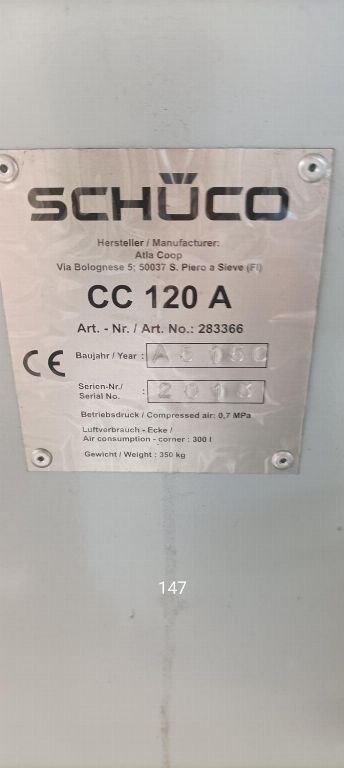 SCHÜCO
Hersteller / Manufacturer:
Atla Coop
Via Bolognese 5; 50037 S. Piero a Sieve (FI)
CC 120 A
Art. - Nr. / Art. No.: 283366
CE
Baujahr / Year :
Serien-Nr./
Serial No. : 2013
Betriebsdruck / Compressed air: 0,7 MPa
Luftverbrauch - Ecke /
Air consumption - corner : 300 l
Gewicht / Weight : 350 kg
147